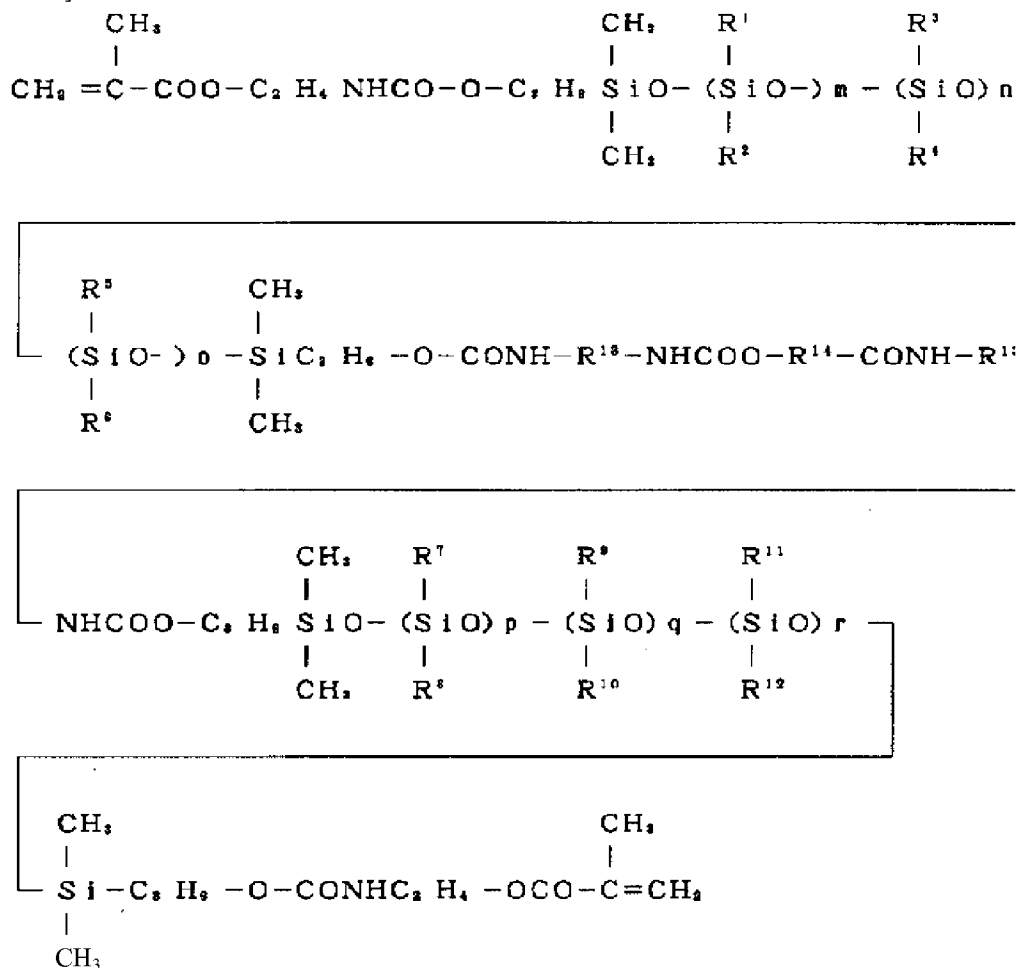 CH₃ CH₃ R¹ R³
CH₂=C-COO-C₂H₄NHCO-O-C₃H₆SiO-(SiO-)m-(SiO)n
CH₃ R² R⁴
R⁵ CH₃
(SiO-)o-SiC₃H₆-O-CONH-R¹³-NHCOO-R¹⁴-CONH-R¹³
R⁶ CH₃
CH₃ R⁷ R⁹ R¹¹
NHCOO-C₃H₆SiO-(SiO)p-(SiO)q-(SiO)r
CH₃ R⁸ R¹⁰ R¹²
CH₃ CH₃
Si-C₃H₆-O-CONHC₂H₄-OCO-C=CH₂
CH₃